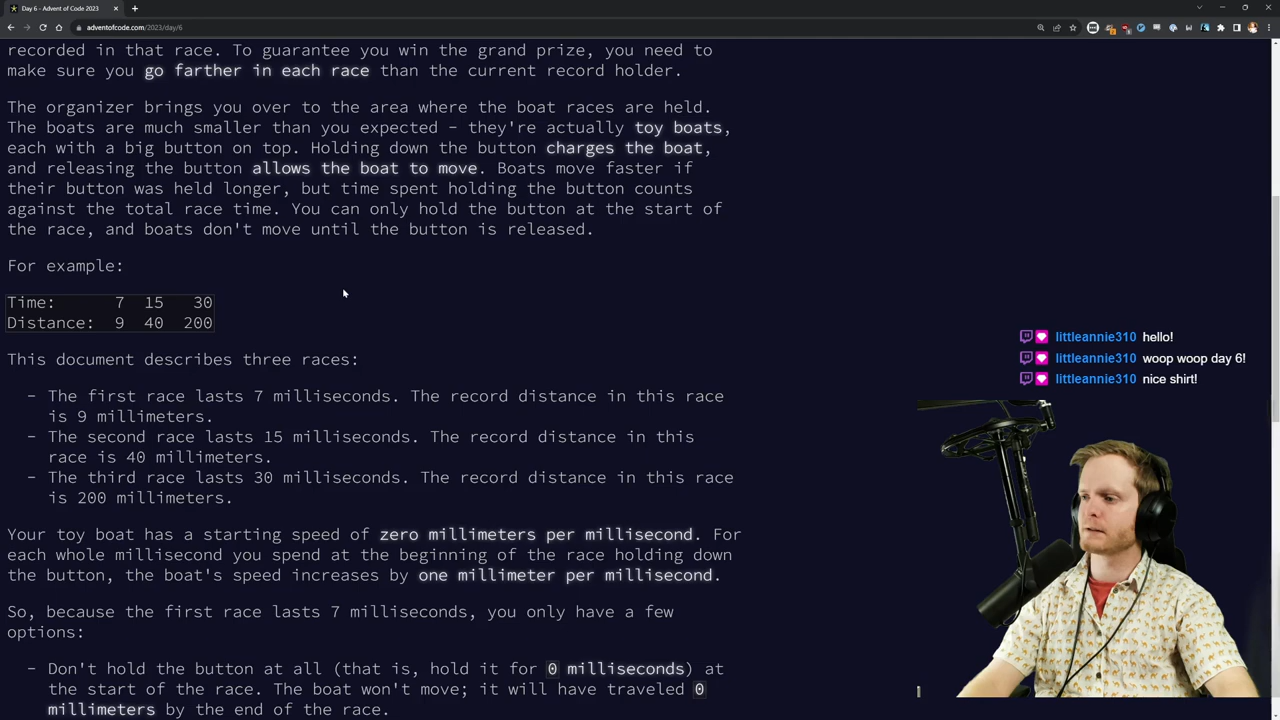 Day 6 - Advent of Code 2023
adventofcode.com/2023/day/6
recorded in that race. To guarantee you win the grand prize, you need to
make sure you go farther in each race than the current record holder.
The organizer brings you over to the area where the boat races are held.
The boats are much smaller than you expected - they're actually toy boats,
each with a big button on top. Holding down the button charges the boat,
and releasing the button allows the boat to move. Boats move faster if
their button was held longer, but time spent holding the button counts
against the total race time. You can only hold the button at the start of
the race, and boats don't move until the button is released.
For example:
Time: 7 15 30
Distance: 9 40 200
This document describes three races:
- The first race lasts 7 milliseconds. The record distance in this race
is 9 millimeters.
- The second race lasts 15 milliseconds. The record distance in this
race is 40 millimeters.
- The third race lasts 30 milliseconds. The record distance in this race
is 200 millimeters.
Your toy boat has a starting speed of zero millimeters per millisecond. For
each whole millisecond you spend at the beginning of the race holding down
the button, the boat's speed increases by one millimeter per millisecond.
So, because the first race lasts 7 milliseconds, you only have a few
options:
- Don't hold the button at all (that is, hold it for 0 milliseconds) at
the start of the race. The boat won't move; it will have traveled 0
millimeters by the end of the race.
littleannie310 hello!
littleannie310 woop woop day 6!
littleannie310 nice shirt!